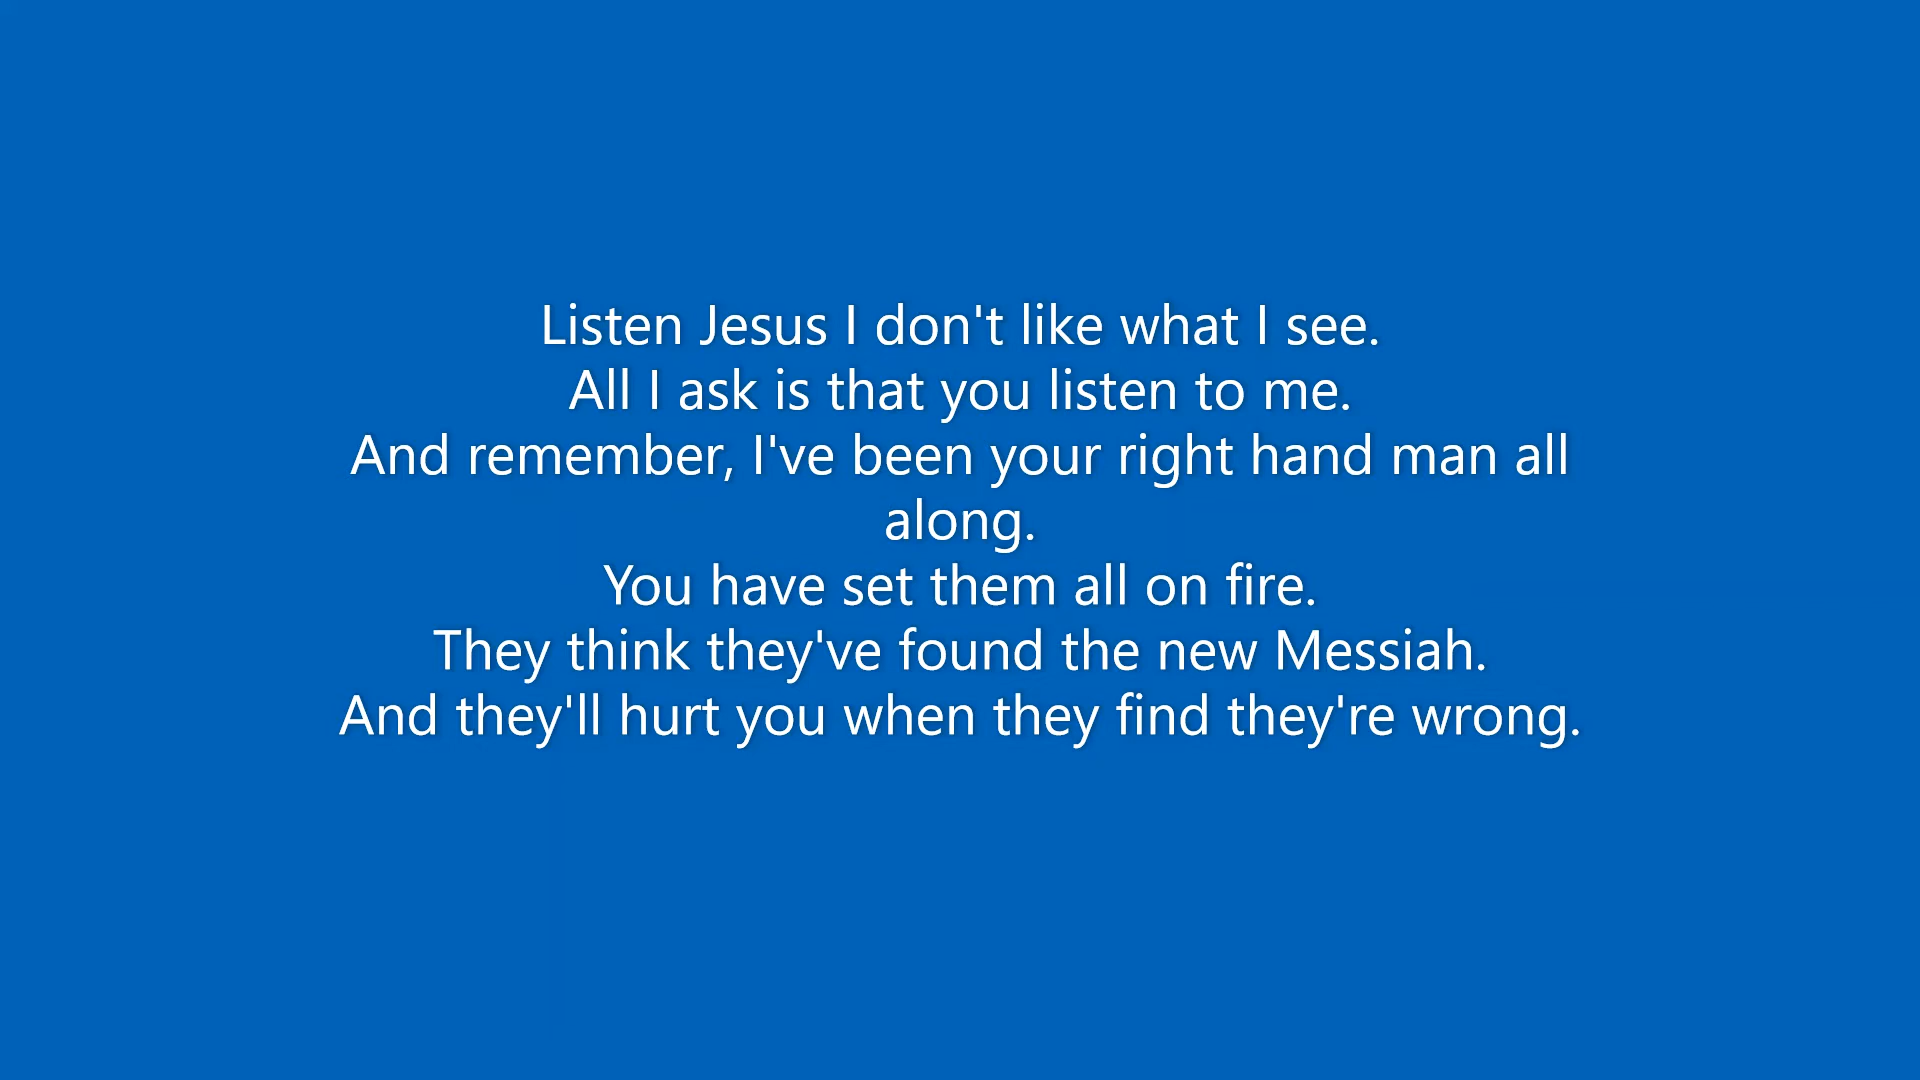 Listen Jesus I don't like what I see.
All I ask is that you listen to me.
And remember, I've been your right hand man all
along.
You have set them all on fire.
They think they've found the new Messiah.
And they'll hurt you when they find they're wrong.